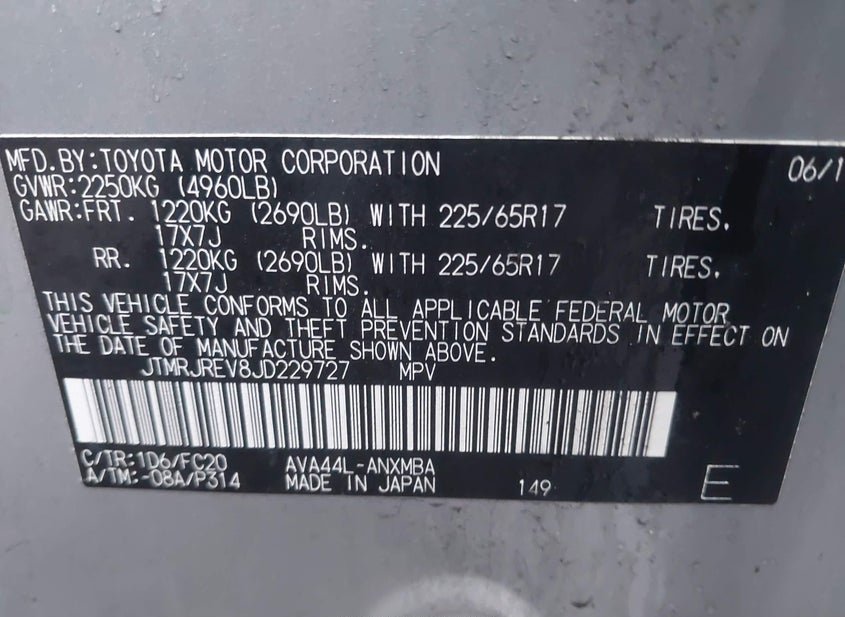 MFD.BY:TOYOTA MOTOR CORPORATION 06/1
GVWR:2250KG (4960LB)
GAWR:FRT. 1220KG (2690LB) WITH 225/65R17 TIRES,
17X7J RIMS.
RR. 1220KG (2690LB) WITH 225/65R17 TIRES,
17X7J RIMS.
THIS VEHICLE CONFORMS TO ALL APPLICABLE FEDERAL MOTOR
VEHICLE SAFETY AND THEFT PREVENTION STANDARDS IN EFFECT ON
THE DATE OF MANUFACTURE SHOWN ABOVE.
JTMRJREV8JD229727 MPV
C/TR:1D6/FC20 AVA44L-ANXMBA
A/TM:-08A/P314 MADE IN JAPAN 149 E